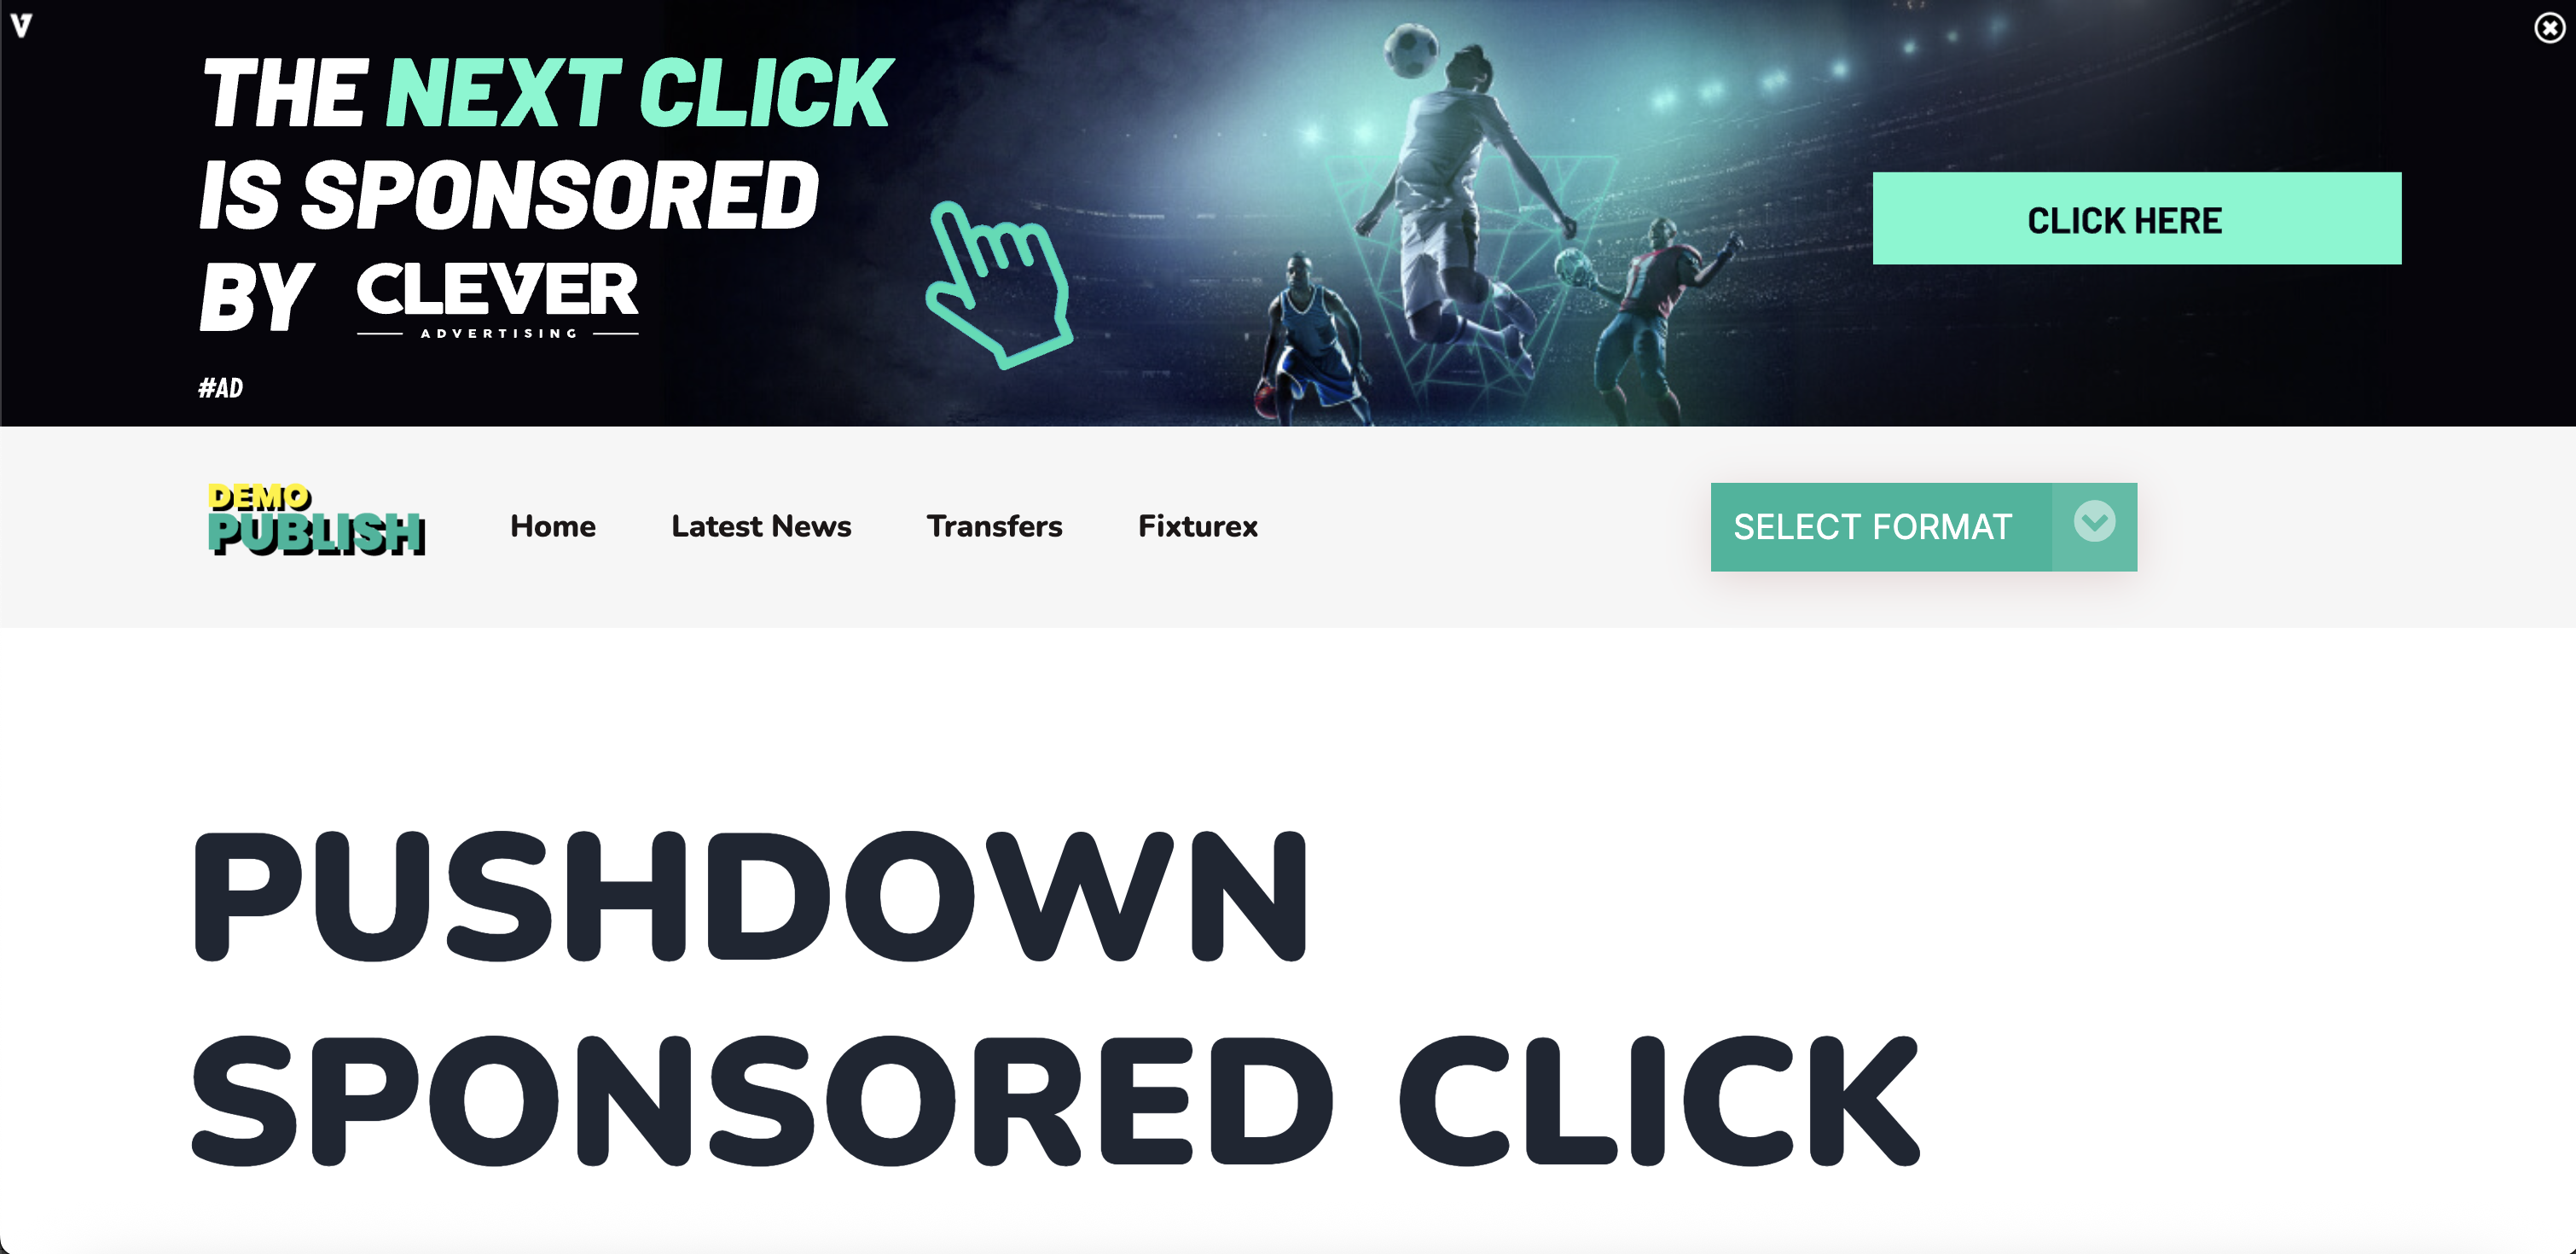 THE NEXT CLICK
IS SPONSORED
BY CLEVER
ADVERTISING
#AD
CLICK HERE
DEMO
PUBLISH
Home
Latest News
Transfers
Fixturex
SELECT FORMAT
PUSHDOWN
SPONSORED CLICK